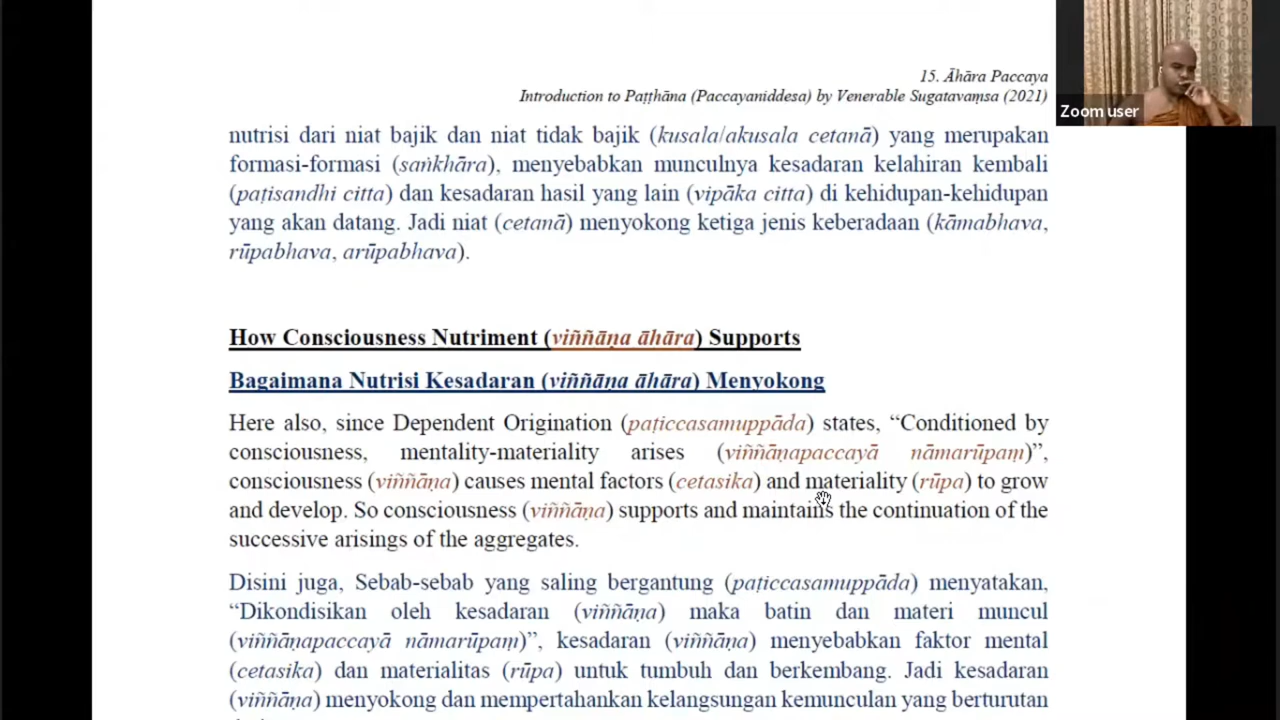 15. Āhāra Paccaya
Introduction to Paṭṭhāna (Paccayaniddesa) by Venerable Sugatavaṃsa (2021)
Zoom user
nutrisi dari niat bajik dan niat tidak bajik (kusala/akusala cetanā) yang merupakan
formasi-formasi (saṅkhāra), menyebabkan munculnya kesadaran kelahiran kembali
(paṭisandhi citta) dan kesadaran hasil yang lain (vipāka citta) di kehidupan-kehidupan
yang akan datang. Jadi niat (cetanā) menyokong ketiga jenis keberadaan (kāmabhava,
rūpabhava, arūpabhava).
How Consciousness Nutriment (viññāṇa āhāra) Supports
Bagaimana Nutrisi Kesadaran (viññāṇa āhāra) Menyokong
Here also, since Dependent Origination (paṭiccasamuppāda) states, “Conditioned by
consciousness, mentality-materiality arises (viññāṇapaccayā nāmarūpaṃ)”,
consciousness (viññāṇa) causes mental factors (cetasika) and materiality (rūpa) to grow
and develop. So consciousness (viññāṇa) supports and maintains the continuation of the
successive arisings of the aggregates.
Disini juga, Sebab-sebab yang saling bergantung (paṭiccasamuppāda) menyatakan,
“Dikondisikan oleh kesadaran (viññāṇa) maka batin dan materi muncul
(viññāṇapaccayā nāmarūpaṃ)”, kesadaran (viññāṇa) menyebabkan faktor mental
(cetasika) dan materialitas (rūpa) untuk tumbuh dan berkembang. Jadi kesadaran
(viññāṇa) menyokong dan mempertahankan kelangsungan kemunculan yang berturutan